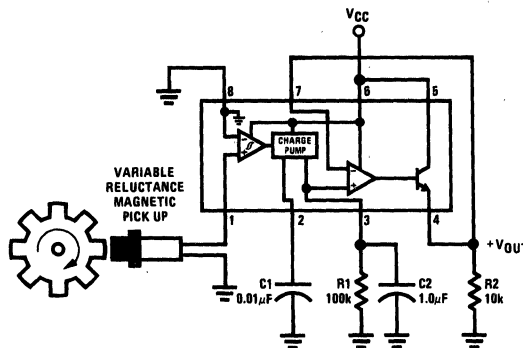 VCC
8
7
6
5
CHARGE
PUMP
VARIABLE
RELUCTANCE
MAGNETIC
PICK UP
-
+
-
+
1
2
3
4
+VOUT
C1
0.01µF
R1
100k
C2
1.0µF
R2
10k